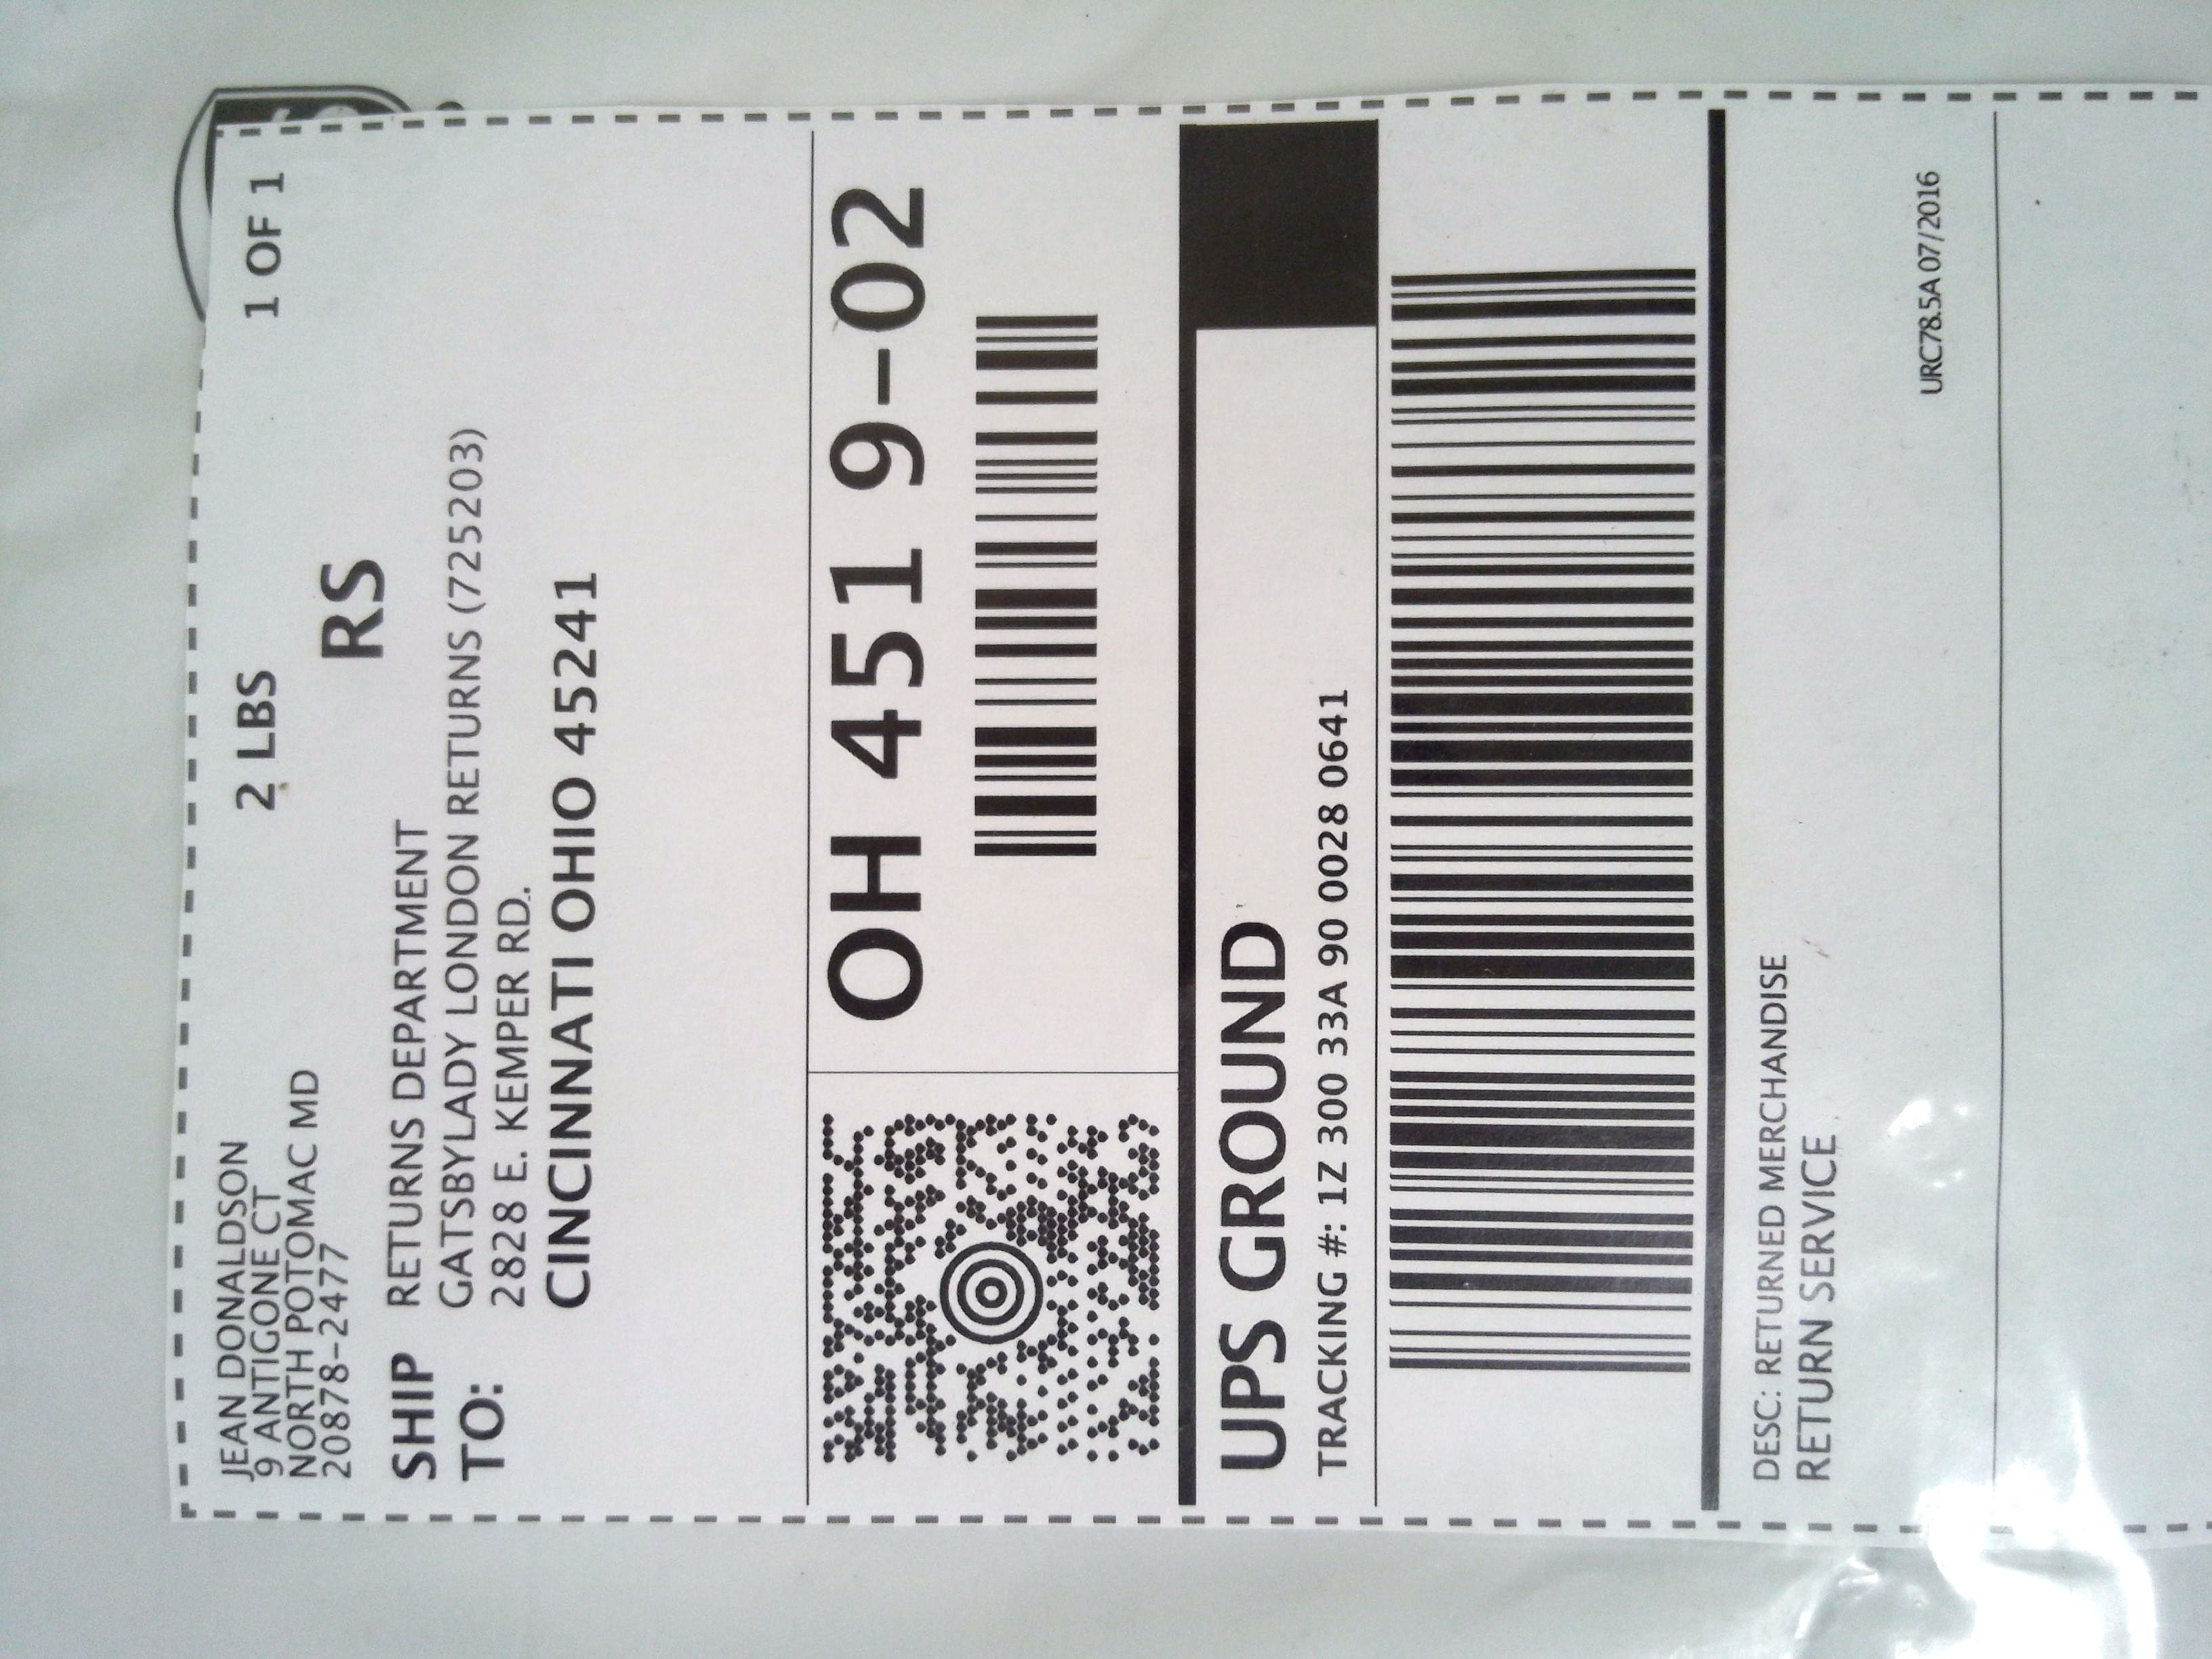 JEAN DONALDSON
9 ANTIGONE CT
NORTH POTOMAC MD
20878-2477
2 LBS
1 OF 1
RS
SHIP TO:
RETURNS DEPARTMENT
GATSBYLADY LONDON RETURNS (725203)
2828 E. KEMPER RD.
CINCINNATI OHIO 45241
OH 451 9-02
UPS GROUND
TRACKING #: 1Z 300 33A 90 0028 0641
DESC: RETURNED MERCHANDISE
RETURN SERVICE
URC78.5A 07/2016